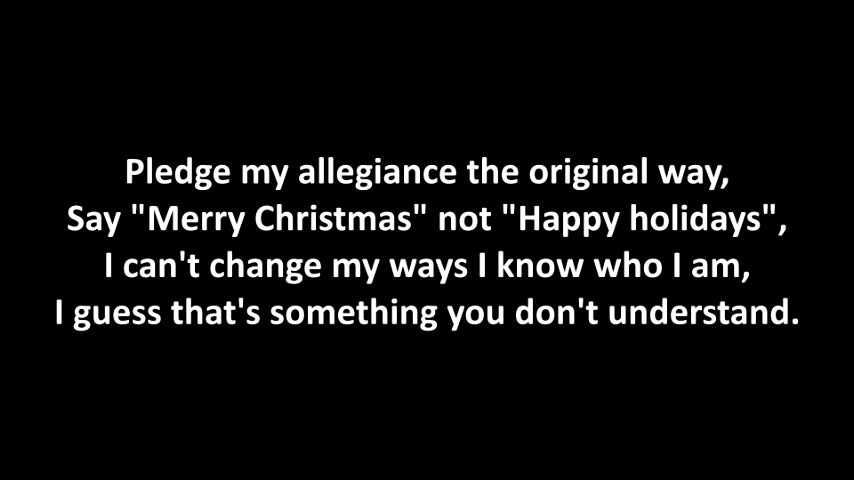 Pledge my allegiance the original way,
Say "Merry Christmas" not "Happy holidays",
I can't change my ways I know who I am,
I guess that's something you don't understand.